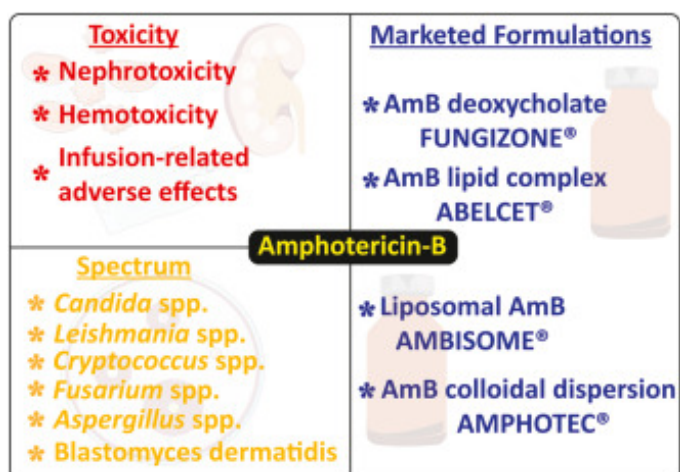 Toxicity
* Nephrotoxicity
* Hemotoxicity
* Infusion-related
adverse effects
Marketed Formulations
* AmB deoxycholate
FUNGIZONE®
* AmB lipid complex
ABELCET®
Amphotericin-B
Spectrum
* Candida spp.
* Leishmania spp.
* Cryptococcus spp.
* Fusarium spp.
* Aspergillus spp.
* Blastomyces dermatidis
* Liposomal AmB
AMBISOME®
* AmB colloidal dispersion
AMPHOTEC®